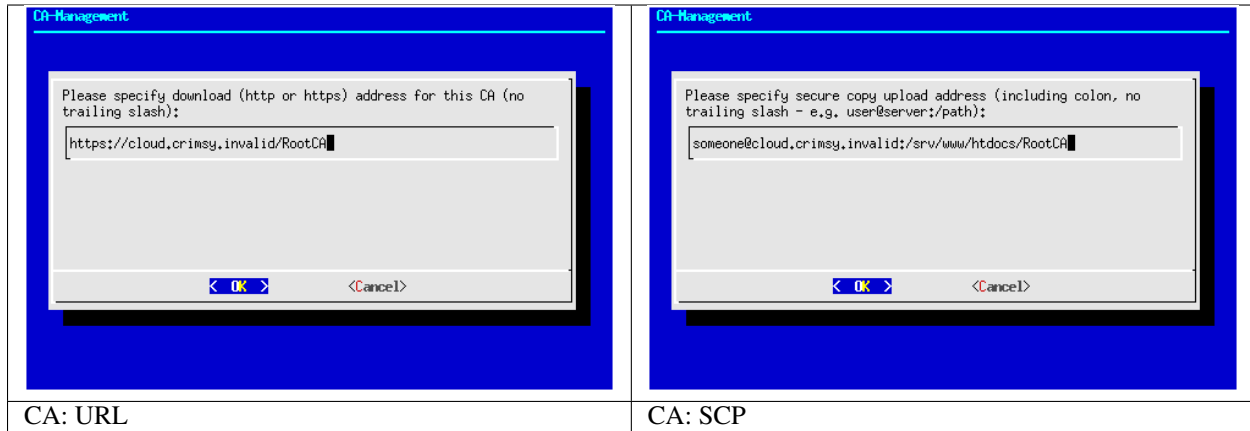 CA-Management
Please specify download (http or https) address for this CA (no
trailing slash):
https://cloud.crimsy.invalid/RootCA
< OK >
<Cancel>
CA: URL
CA-Management
Please specify secure copy upload address (including colon, no
trailing slash - e.g. user@server:/path):
someone@cloud.crimsy.invalid:/srv/www/htdocs/RootCA
< OK >
<Cancel>
CA: SCP